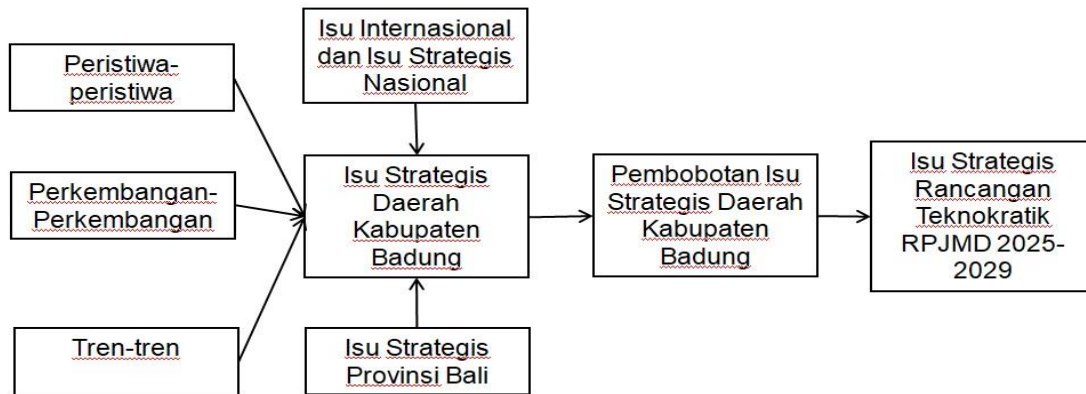 Peristiwa-
peristiwa
Perkembangan-
Perkembangan
Tren-tren
Isu Internasional
dan Isu Strategis
Nasional
Isu Strategis
Daerah
Kabupaten
Badung
Isu Strategis
Provinsi Bali
Pembobotan Isu
Strategis Daerah
Kabupaten
Badung
Isu Strategis
Rancangan
Teknokratik
RPJMD 2025-
2029